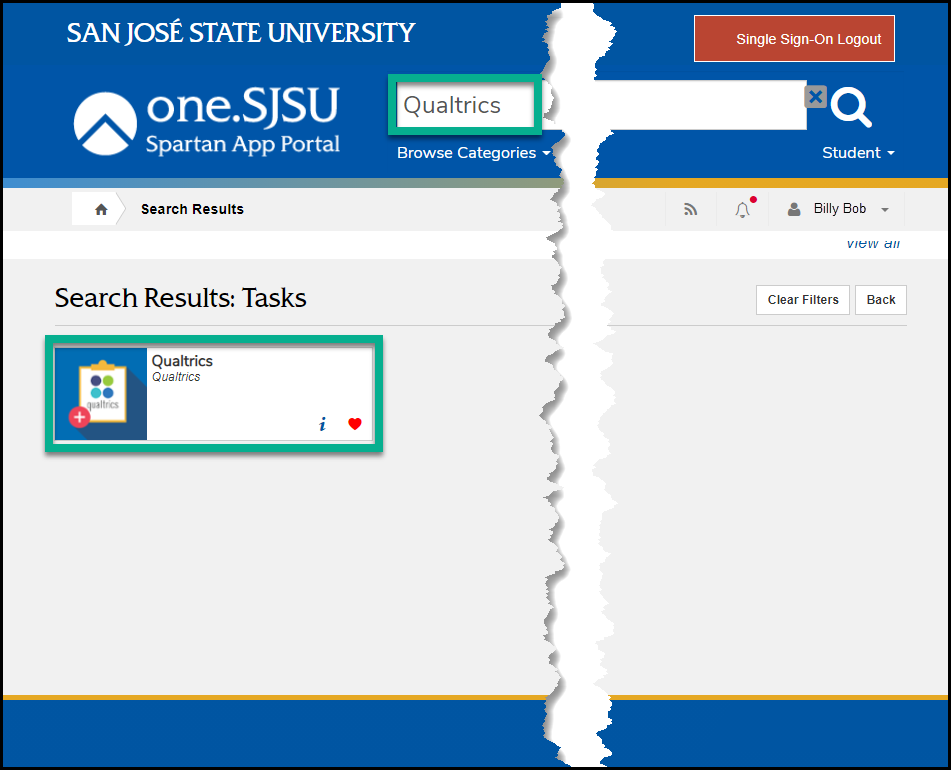 SAN JOSÉ STATE UNIVERSITY
Single Sign-On Logout
one.SJSU
Spartan App Portal
Qualtrics
Browse Categories
Student
Search Results
Billy Bob
view all
Search Results: Tasks
Clear Filters
Back
qualtrics
Qualtrics
Qualtrics
i